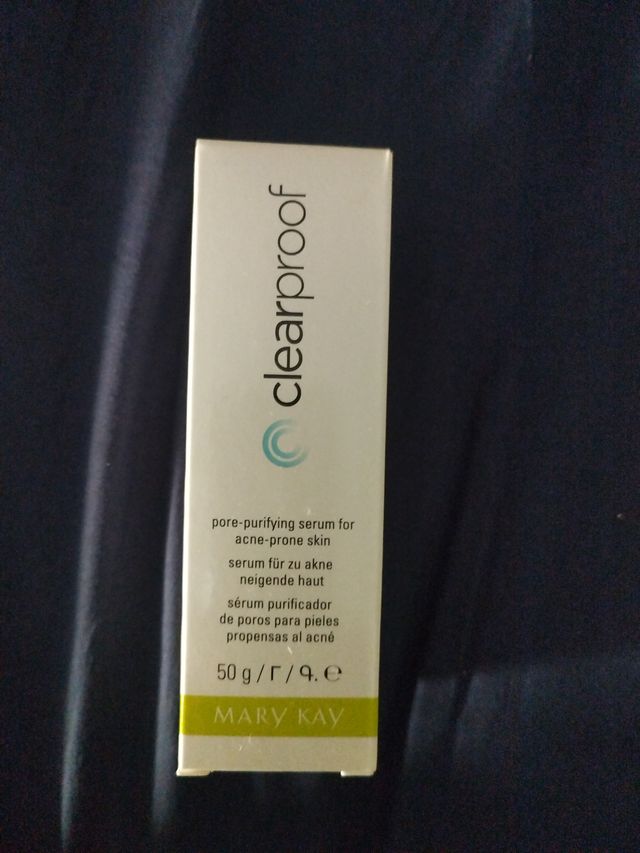 clearproof
pore-purifying serum for
acne-prone skin
serum für zu akne
neigende haut
sérum purificador
de poros para pieles
propensas al acné
50 g / Г / Գ. ℮
MARY KAY